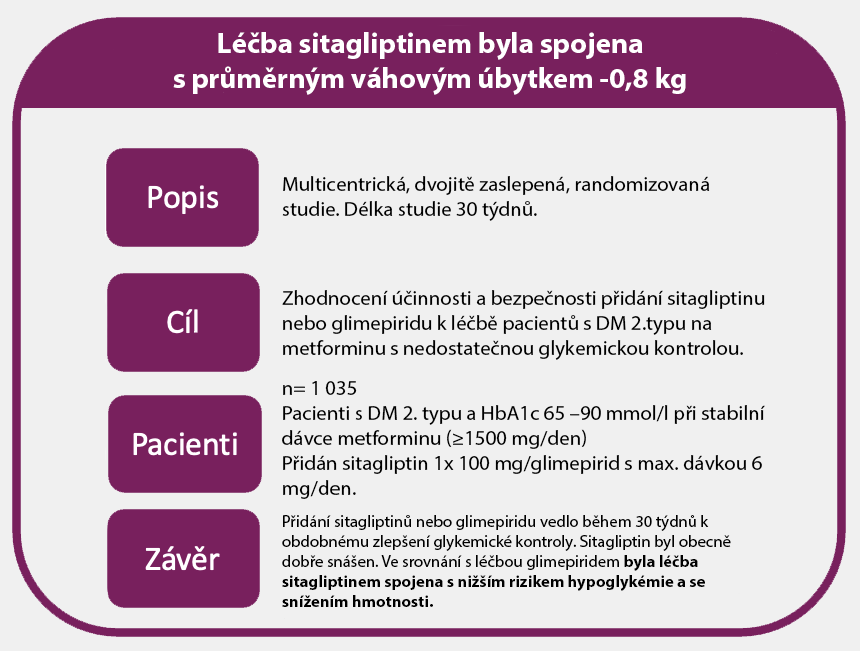 Léčba sitagliptinem byla spojena
s průměrným váhovým úbytkem -0,8 kg
Popis
Multicentrická, dvojitě zaslepená, randomizovaná
studie. Délka studie 30 týdnů.
Cíl
Zhodnocení účinnosti a bezpečnosti přidání sitagliptinu
nebo glimepiridu k léčbě pacientů s DM 2.typu na
metforminu s nedostatečnou glykemickou kontrolou.
Pacienti
n= 1 035
Pacienti s DM 2. typu a HbA1c 65 –90 mmol/l při stabilní
dávce metforminu (≥1500 mg/den)
Přidán sitagliptin 1x 100 mg/glimepirid s max. dávkou 6
mg/den.
Závěr
Přidání sitagliptinů nebo glimepiridu vedlo během 30 týdnů k
obdobnému zlepšení glykemické kontroly. Sitagliptin byl obecně
dobře snášen. Ve srovnání s léčbou glimepiridem byla léčba
sitagliptinem spojena s nižším rizikem hypoglykémie a se
snížením hmotnosti.